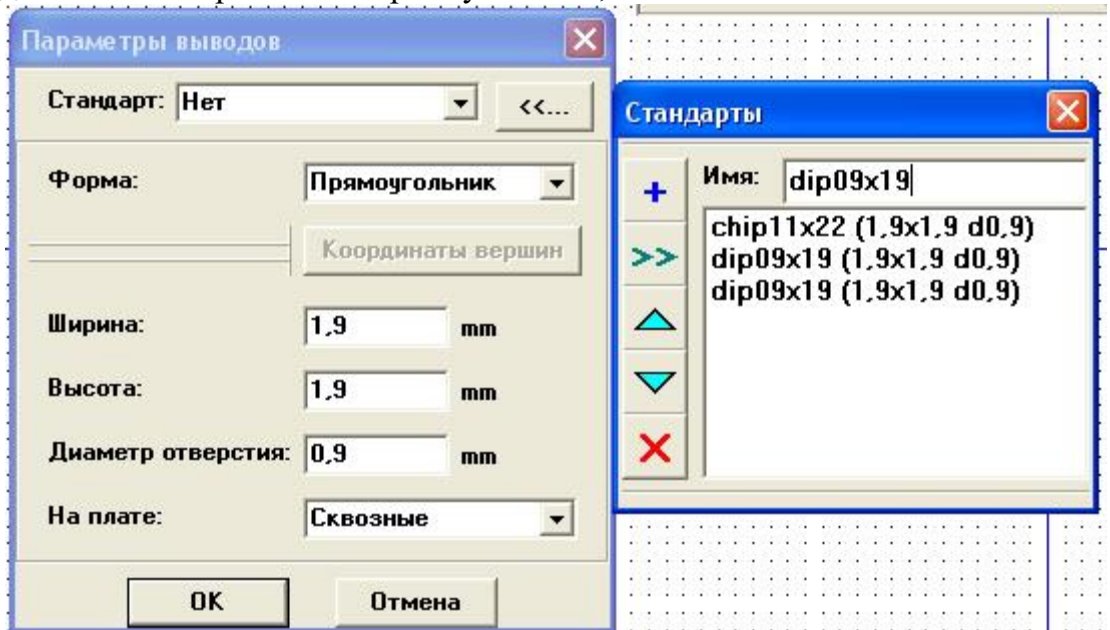 Параметры выводов
Стандарт: Нет <<...
Форма: Прямоугольник
Координаты вершин
Ширина: 1,9 mm
Высота: 1,9 mm
Диаметр отверстия: 0,9 mm
На плате: Сквозные
OK Отмена
Стандарты
Имя: dip09x19
chip11x22 (1,9x1,9 d0,9)
dip09x19 (1,9x1,9 d0,9)
dip09x19 (1,9x1,9 d0,9)